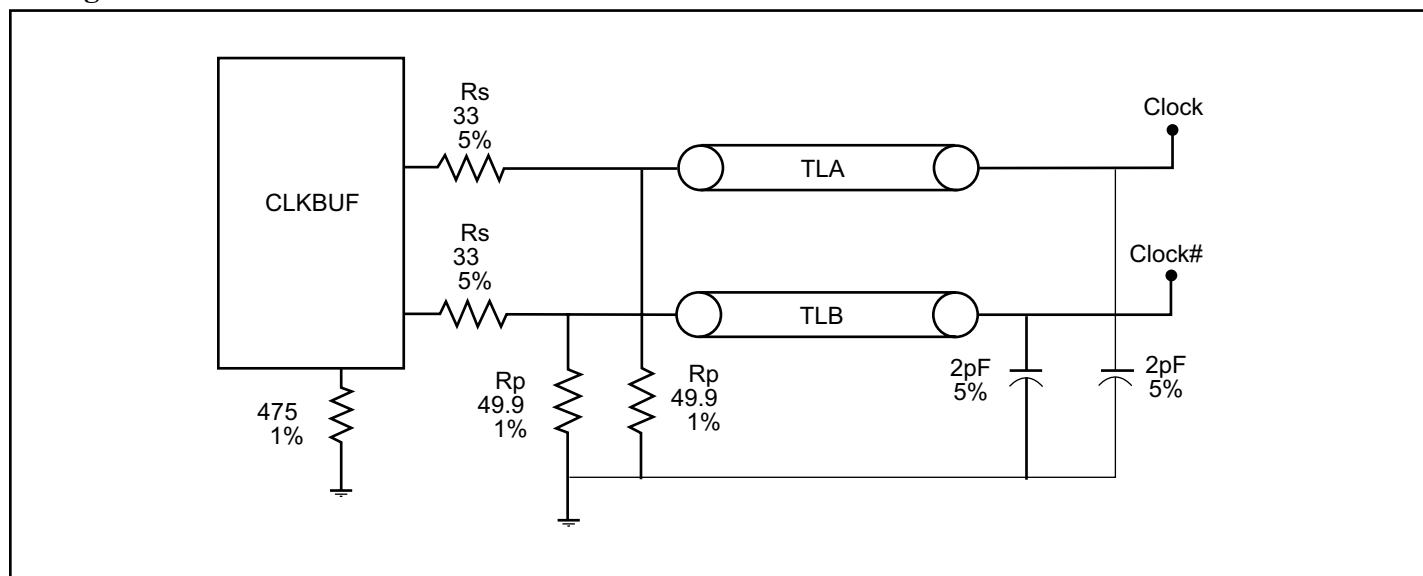 Rs
33
5%
Clock
TLA
CLKBUF
Rs
33
5%
Clock#
TLB
475
1%
Rp
49.9
1%
Rp
49.9
1%
2pF
5%
2pF
5%